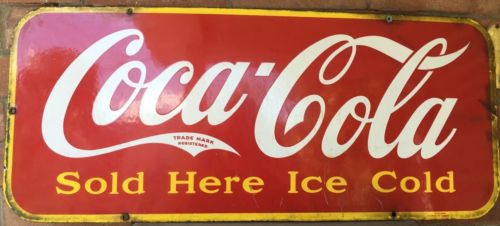 Coca-Cola
TRADE MARK
REGISTERED
Sold Here Ice Cold